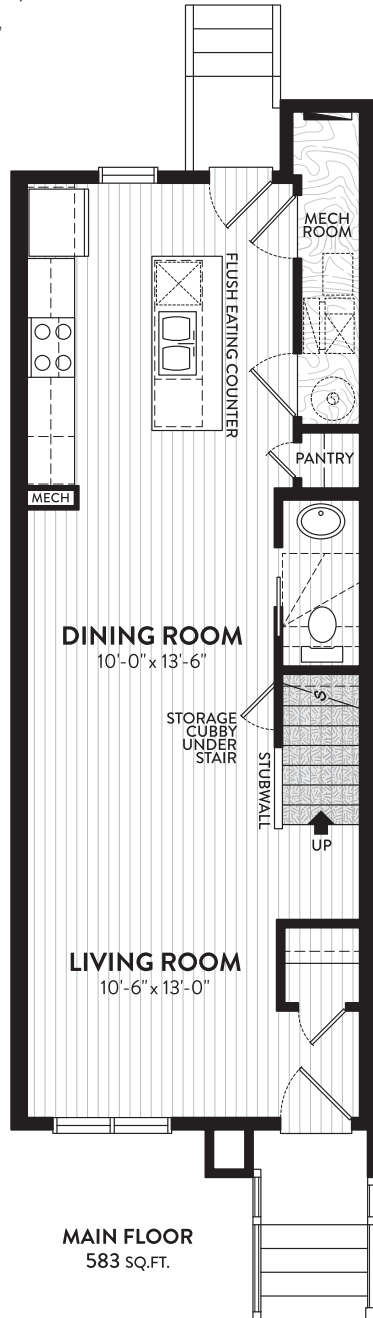 MECH
ROOM
FLUSH EATING COUNTER
S
PANTRY
MECH
DINING ROOM
10'-0" x 13'-6"
S
STORAGE
CUBBY
UNDER
STAIR
STUBWALL
UP
LIVING ROOM
10'-6" x 13'-0"
MAIN FLOOR
583 SQ.FT.